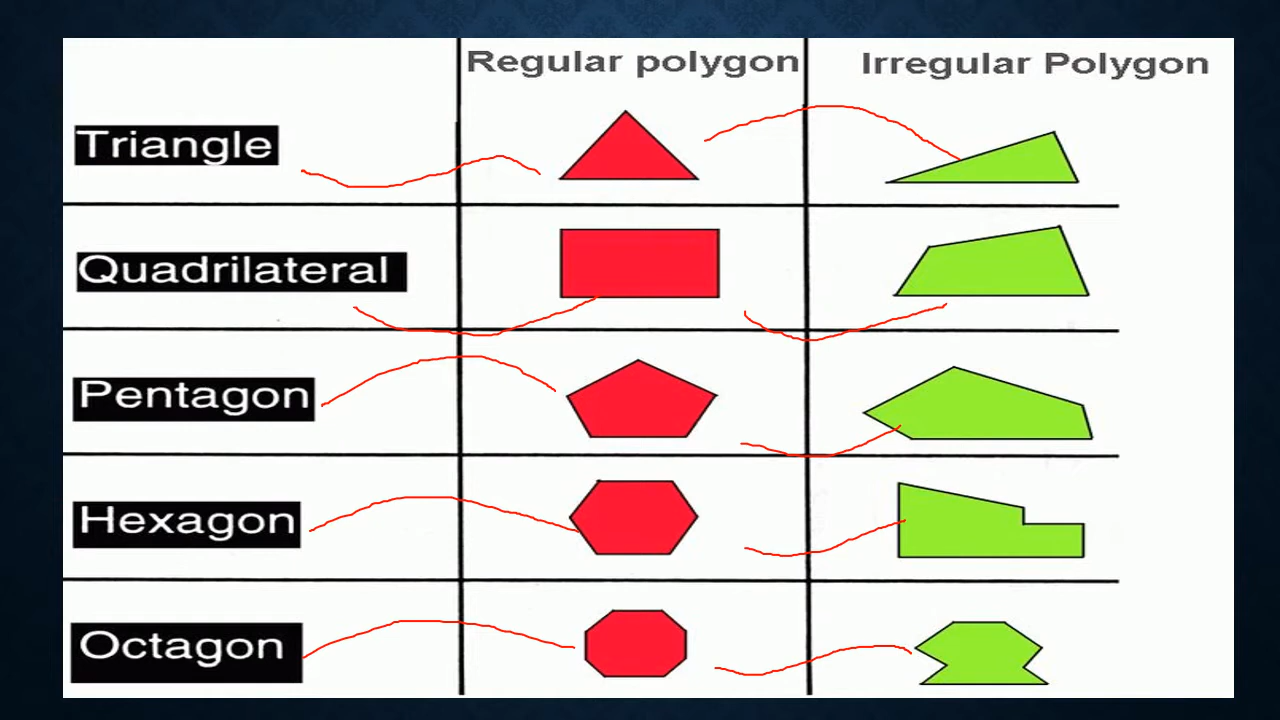 Regular polygon
Irregular Polygon
Triangle
Quadrilateral
Pentagon
Hexagon
Octagon